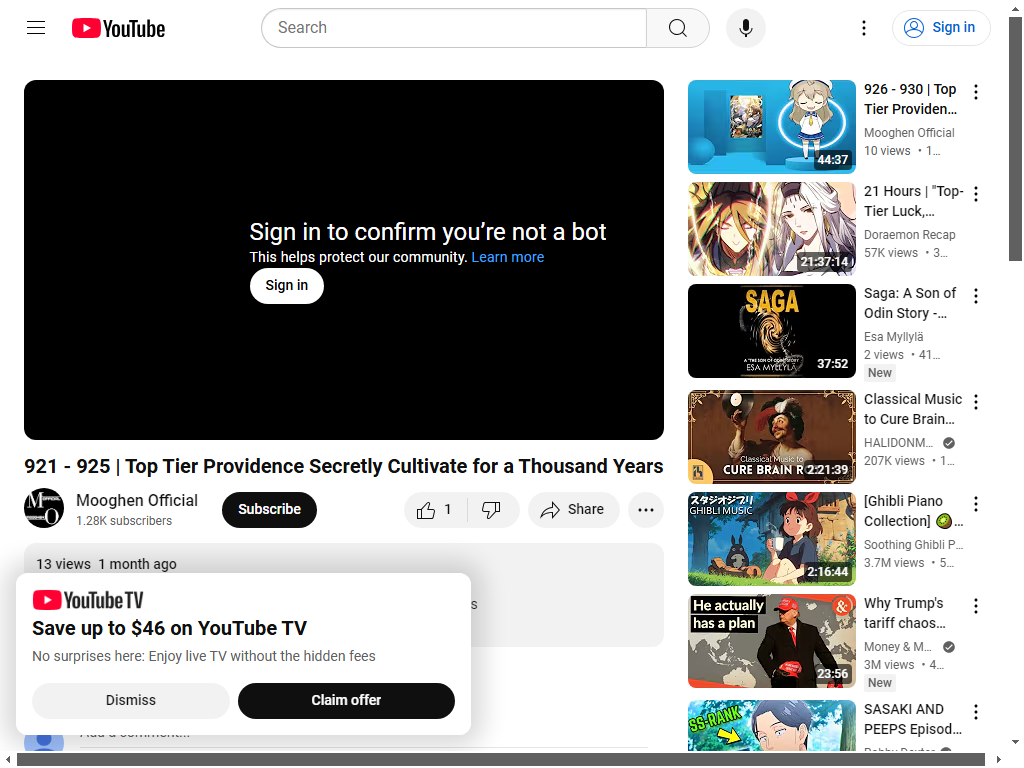 YouTube
Search
Sign in
Sign in to confirm you’re not a bot
This helps protect our community. Learn more
Sign in
921 - 925 | Top Tier Providence Secretly Cultivate for a Thousand Years
Mooghen Official
1.28K subscribers
Subscribe
1
Share
13 views 1 month ago
s
YouTube TV
Save up to $46 on YouTube TV
No surprises here: Enjoy live TV without the hidden fees
Dismiss
Claim offer
Add a comment...
44:37
926 - 930 | Top
Tier Providen...
Mooghen Official
10 views • 1...
21:37:14
21 Hours | "Top-
Tier Luck,...
Doraemon Recap
57K views • 3...
SAGA
A "THE SON OF ODIN" STORY
ESA MYLLYLÄ
37:52
Saga: A Son of
Odin Story -...
Esa Myllylä
2 views • 41...
New
Classical Music to
CURE BRAIN R
2:21:39
Classical Music
to Cure Brain...
HALIDONM...
207K views • 1...
スタジオジブリ
GHIBLI MUSIC
2:16:44
[Ghibli Piano
Collection] 🥝...
Soothing Ghibli P...
3.7M views • 5...
He actually
has a plan
&
23:56
Why Trump's
tariff chaos...
Money & M...
3M views • 4...
New
SS-RANK
SASAKI AND
PEEPS Episod...